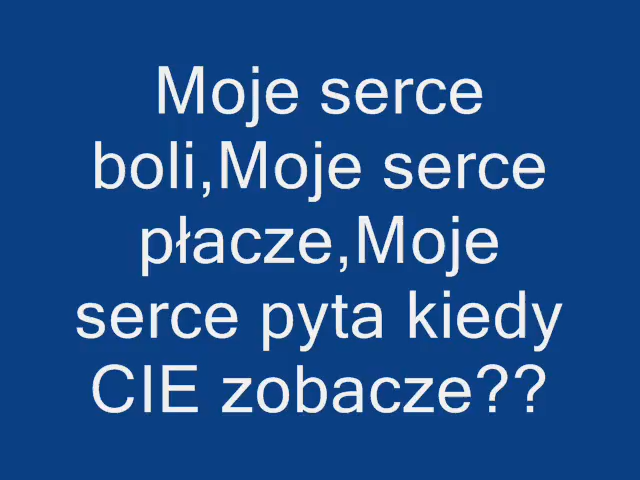 Moje serce
boli,Moje serce
płacze,Moje
serce pyta kiedy
CIE zobacze??